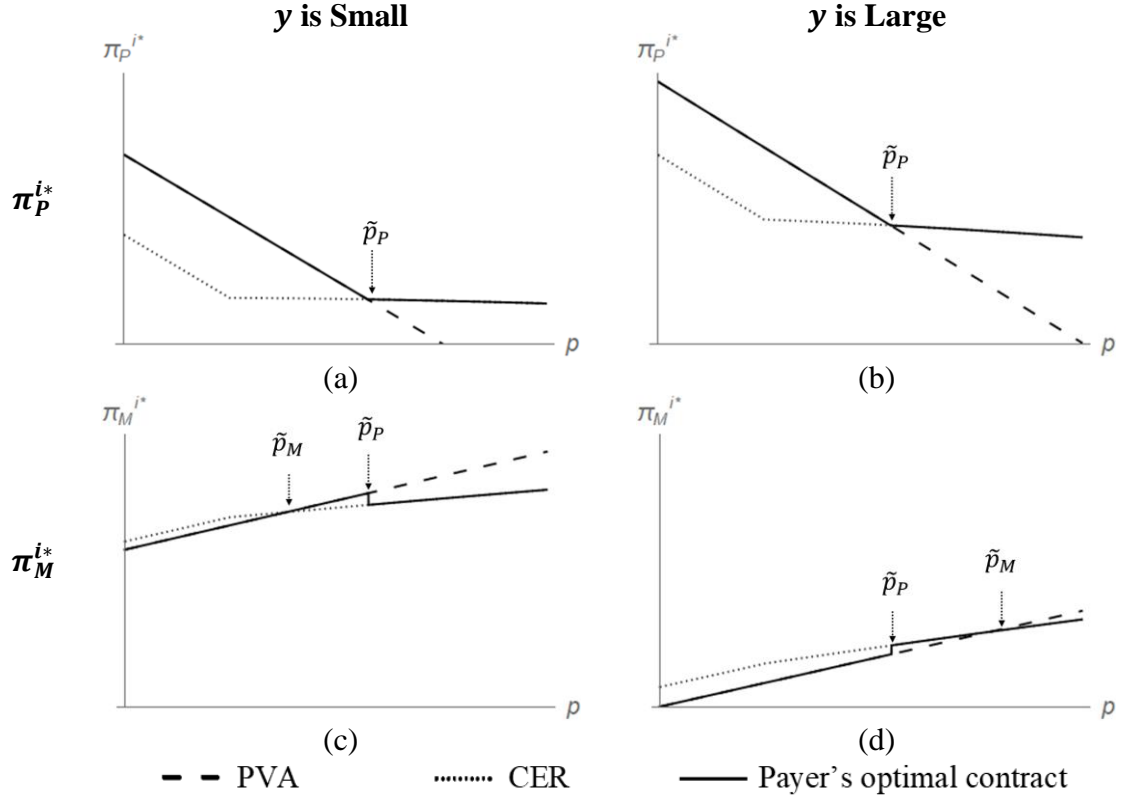 y is Small
y is Large
π_P^{i*}
π_P^{i*}
π_P^{i*}
p̃_P
p̃_P
p
p
(a)
(b)
π_M^{i*}
π_M^{i*}
p̃_M
p̃_P
p̃_P
p̃_M
π_M^{i*}
p
p
(c)
(d)
PVA
CER
Payer's optimal contract